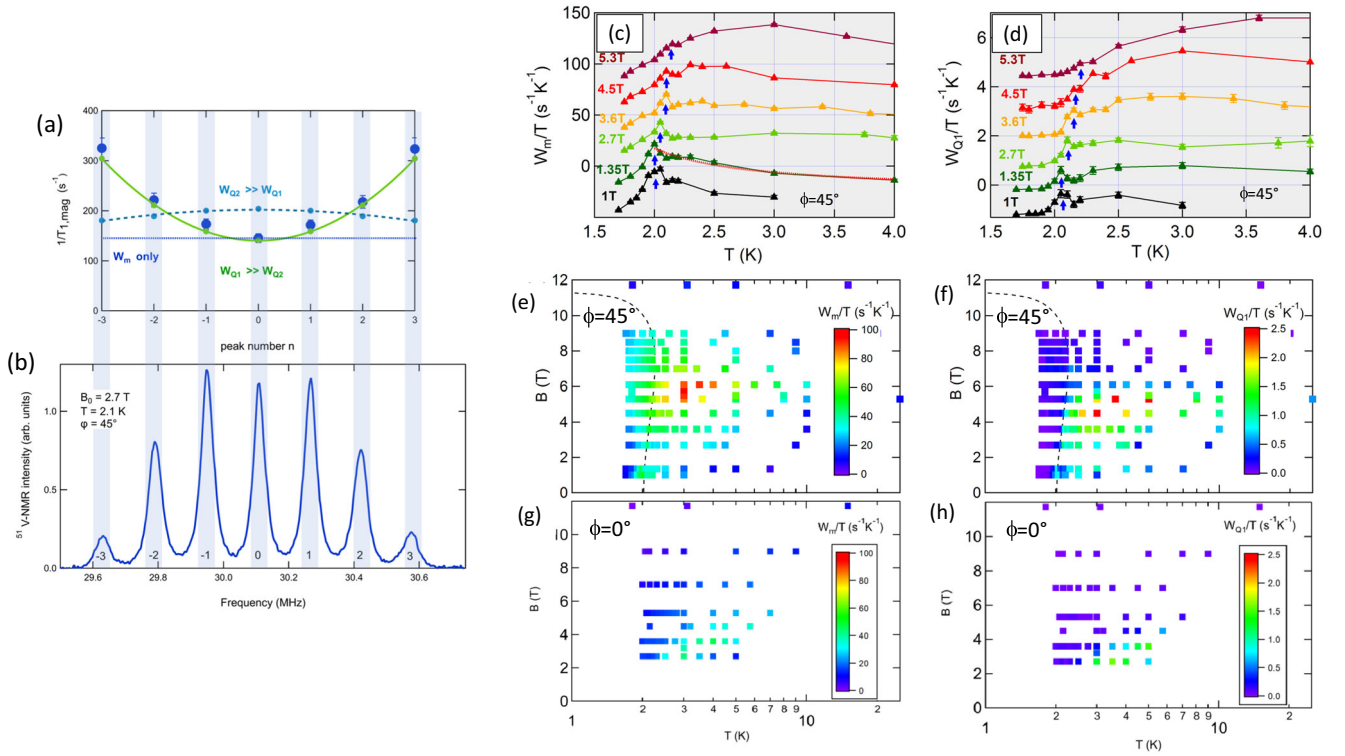 (a)
400
300
200
100
0
1/T1,mag (s-1)
WQ2 >> WQ1
Wm only
WQ1 >> WQ2
-3 -2 -1 0 1 2 3
peak number n
(b)
B0 = 2.7 T
T = 2.1 K
φ = 45°
1.0
0.5
0.0
51 V-NMR intensity (arb. units)
-3 -2 -1 0 1 2 3
29.6 29.8 30.0 30.2 30.4 30.6
Frequency (MHz)
(c)
150
100
50
0
Wm/T (s-1K-1)
5.3T
4.5T
3.6T
2.7T
1.35T
1T
ϕ=45°
1.5 2.0 2.5 3.0 3.5 4.0
T (K)
(d)
6
4
2
0
WQ1/T (s-1K-1)
5.3T
4.5T
3.6T
2.7T
1.35T
1T
ϕ=45°
1.5 2.0 2.5 3.0 3.5 4.0
T (K)
(e)
ϕ=45°
12
10
8
6
4
2
0
B (T)
Wm/T (s-1K-1)
100
80
60
40
20
0
(f)
ϕ=45°
12
10
8
6
4
2
0
B (T)
WQ1/T (s-1K-1)
2.5
2.0
1.5
1.0
0.5
0.0
(g)
ϕ=0°
10
8
6
4
2
0
B (T)
Wm/T (s-1K-1)
100
80
60
40
20
0
1 2 3 4 5 6 7 8 9 10 2
T (K)
(h)
ϕ=0°
10
8
6
4
2
0
B (T)
WQ1/T (s-1K-1)
2.5
2.0
1.5
1.0
0.5
0.0
1 2 3 4 5 6 7 8 9 10 2
T (K)